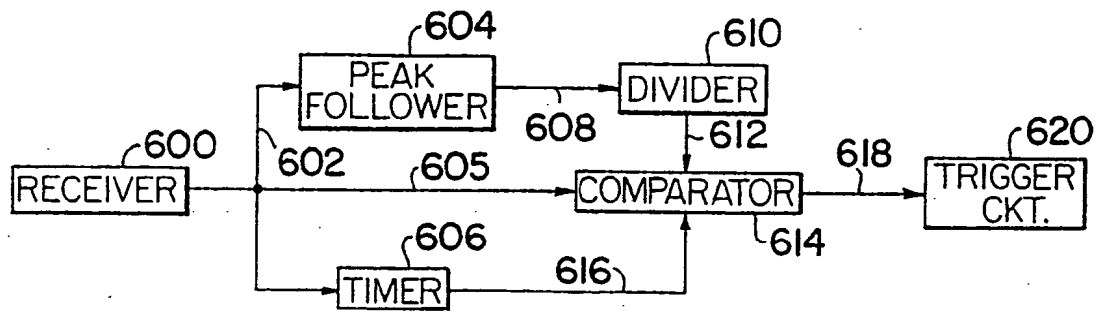 604
PEAK
FOLLOWER
608
610
DIVIDER
612
600
RECEIVER
602
605
COMPARATOR
614
618
620
TRIGGER
CKT.
606
TIMER
616